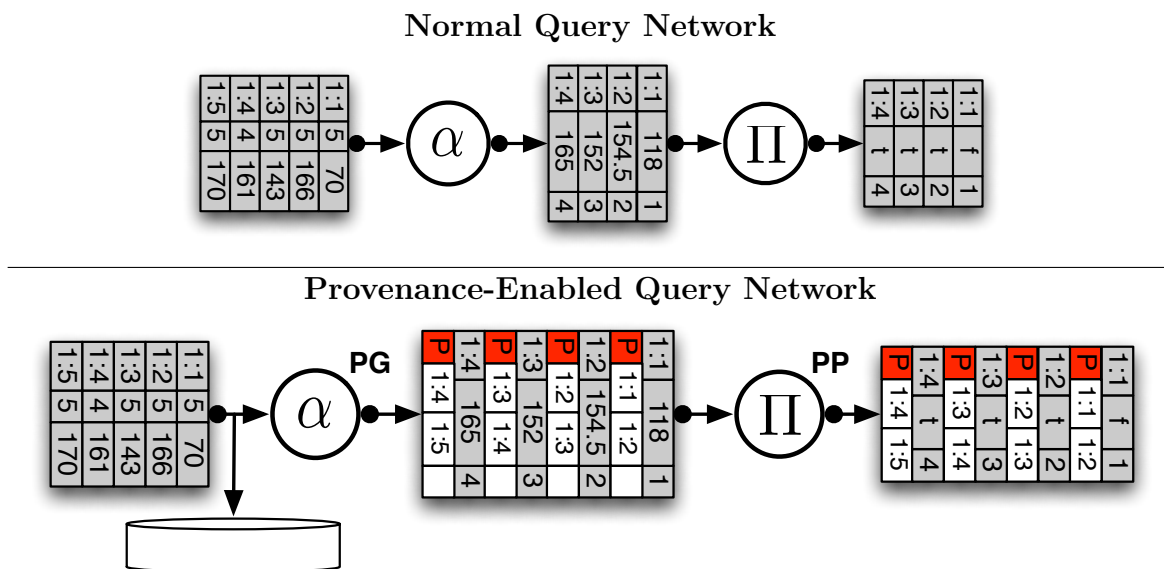 Normal Query Network
1:1 5 70
1:2 5 166
1:3 5 143
1:4 4 161
1:5 5 170
α
1:1 118 1
1:2 154.5 2
1:3 152 3
1:4 165 4
Π
1:1 f 1
1:2 t 2
1:3 t 3
1:4 t 4
Provenance-Enabled Query Network
1:1 5 70
1:2 5 166
1:3 5 143
1:4 4 161
1:5 5 170
α
PG
1:1 118 1
P 1:1 1:2
1:2 154.5 2
P 1:2 1:3
1:3 152 3
P 1:3 1:4
1:4 165 4
P 1:4 1:5
Π
PP
1:1 f 1
P 1:1 1:2
1:2 t 2
P 1:2 1:3
1:3 t 3
P 1:3 1:4
1:4 t 4
P 1:4 1:5